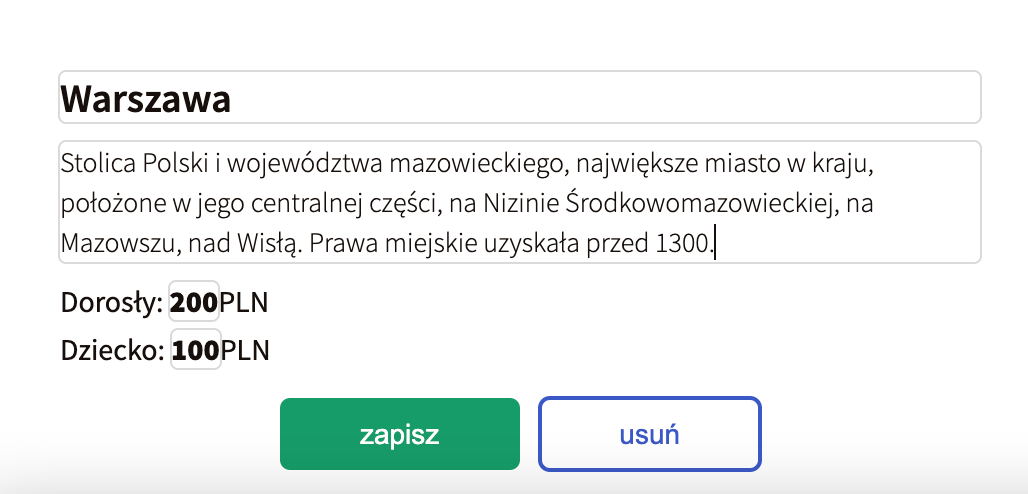 Warszawa
Stolica Polski i województwa mazowieckiego, największe miasto w kraju,
położone w jego centralnej części, na Nizinie Środkowomazowieckiej, na
Mazowszu, nad Wisłą. Prawa miejskie uzyskała przed 1300.
Dorosły: 200PLN
Dziecko: 100PLN
zapisz usuń